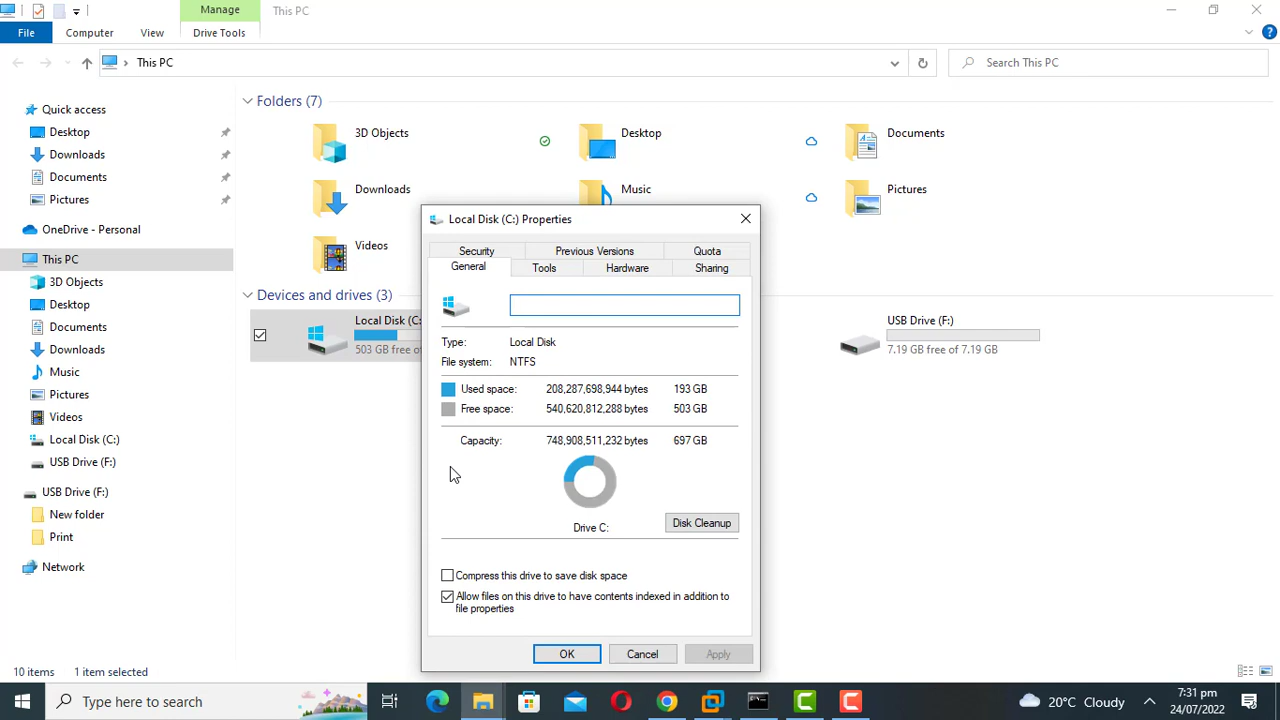 Manage
This PC
File
Computer
View
Drive Tools
This PC
Search This PC
Quick access
Desktop
Downloads
Documents
Pictures
OneDrive - Personal
This PC
3D Objects
Desktop
Documents
Downloads
Music
Pictures
Videos
Local Disk (C:)
USB Drive (F:)
USB Drive (F:)
New folder
Print
Network
Folders (7)
3D Objects
Desktop
Documents
Downloads
Music
Pictures
Videos
Devices and drives (3)
Local Disk (C:
503 GB free of
USB Drive (F:)
7.19 GB free of 7.19 GB
Local Disk (C:) Properties
Security Previous Versions Quota
General Tools Hardware Sharing
Type: Local Disk
File system: NTFS
Used space: 208,287,698,944 bytes 193 GB
Free space: 540,620,812,288 bytes 503 GB
Capacity: 748,908,511,232 bytes 697 GB
Drive C:
Disk Cleanup
Compress this drive to save disk space
Allow files on this drive to have contents indexed in addition to
file properties
OK Cancel Apply
10 items 1 item selected
Type here to search
20°C Cloudy
7:31 pm
24/07/2022